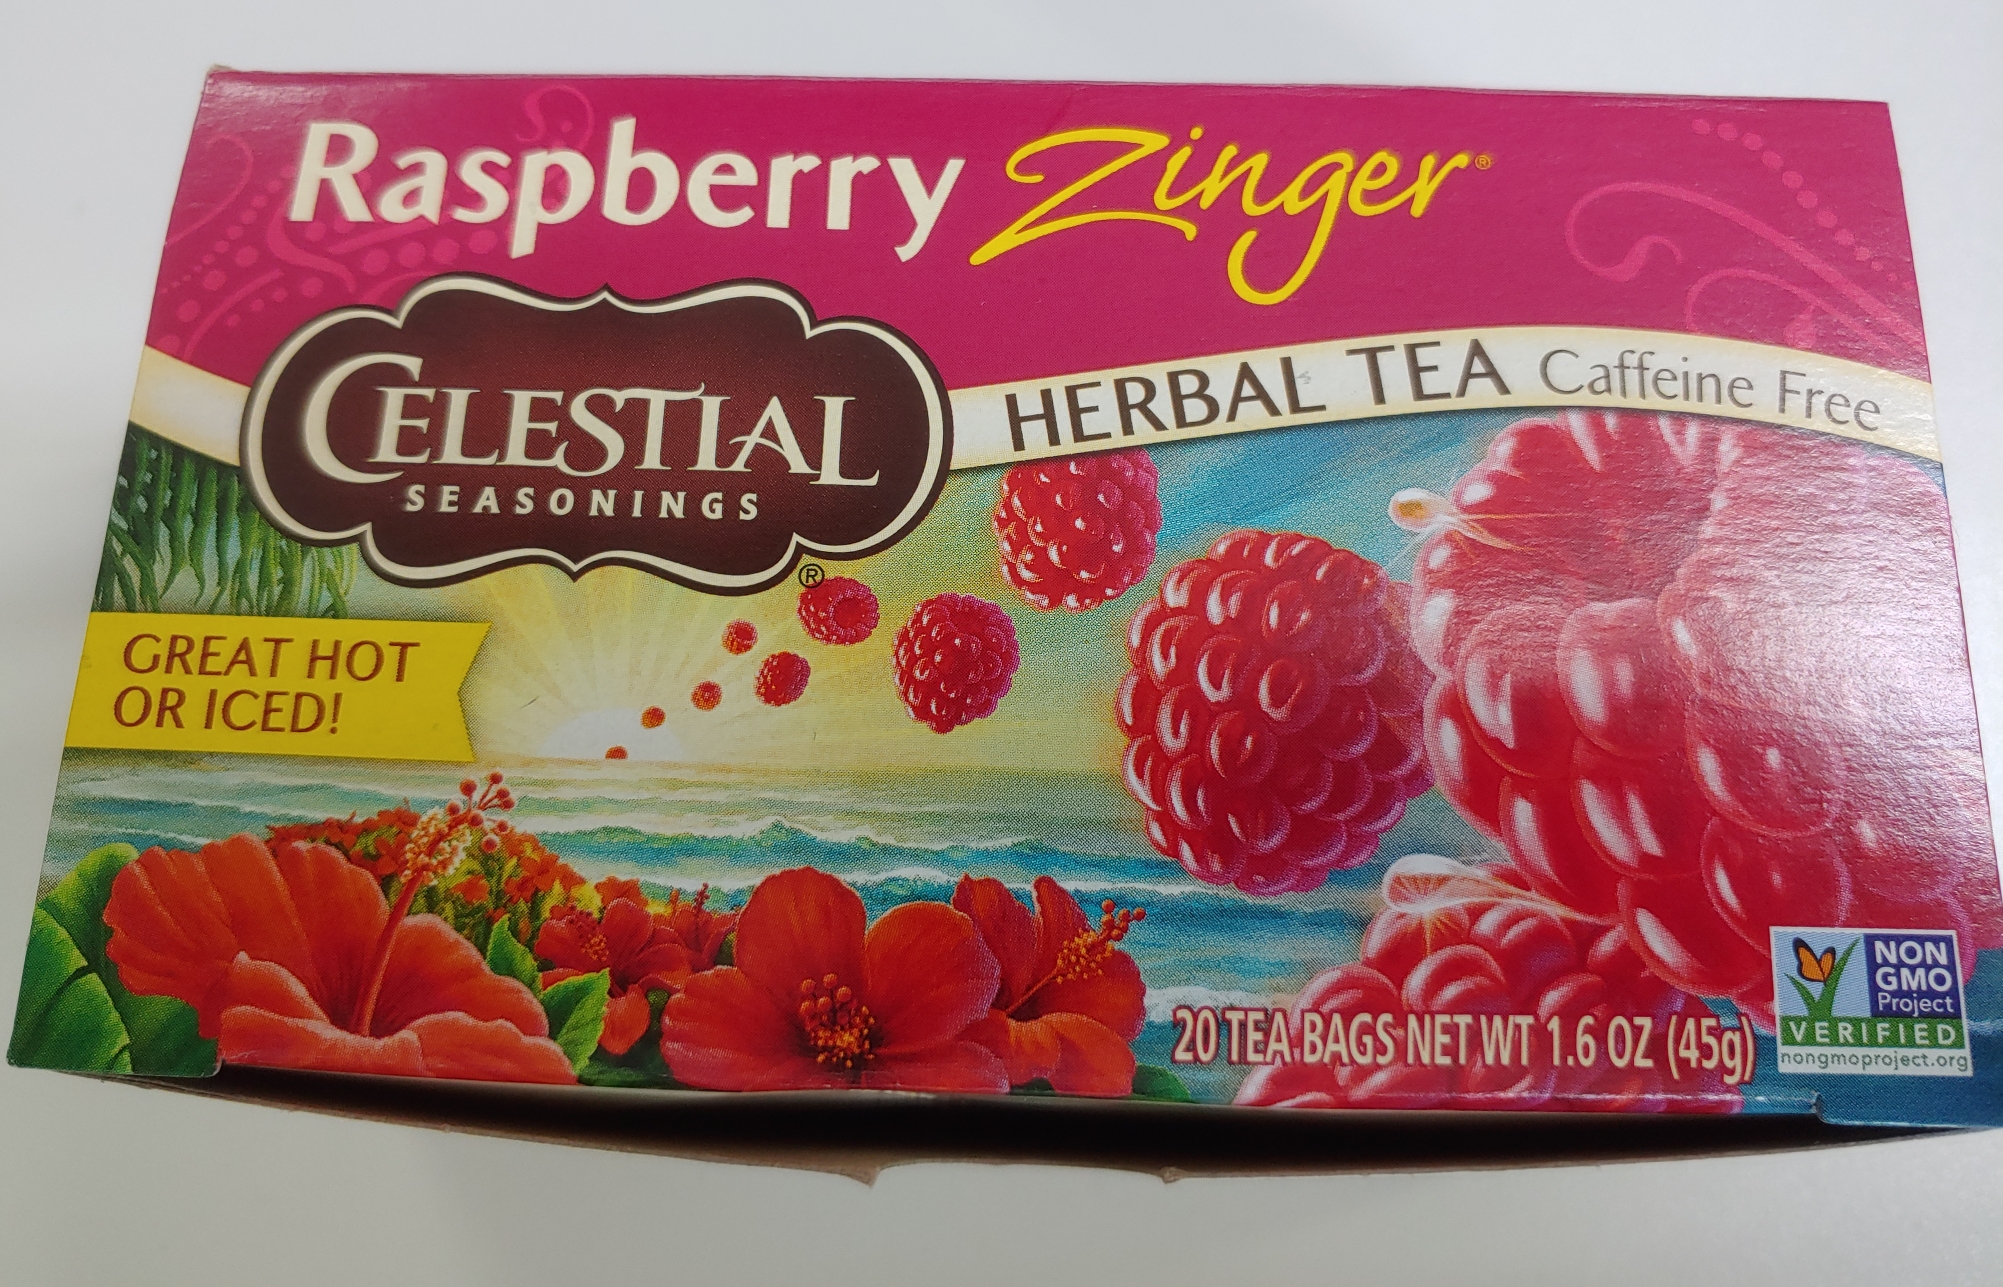 Raspberry Zinger®
CELESTIAL
SEASONINGS
®
HERBAL TEA Caffeine Free
GREAT HOT
OR ICED!
20 TEA BAGS NET WT 1.6 OZ (45g)
NON
GMO
Project
VERIFIED
nongmoproject.org